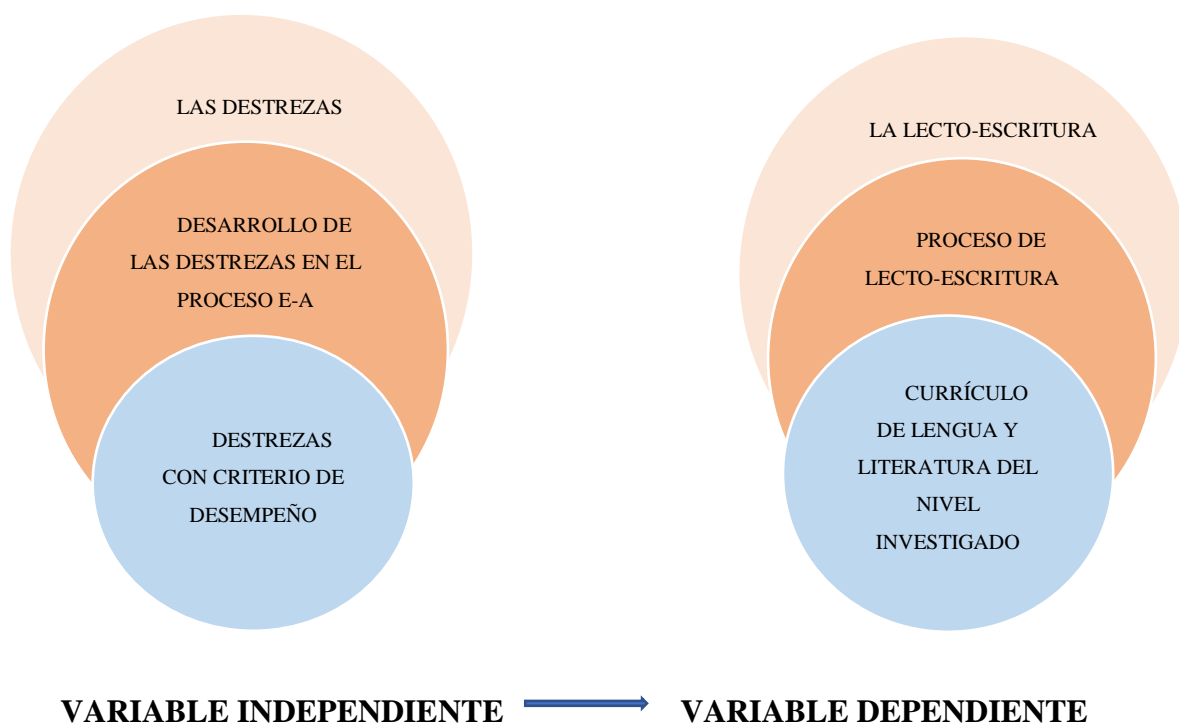 LAS DESTREZAS
DESARROLLO DE
LAS DESTREZAS EN EL
PROCESO E-A
DESTREZAS
CON CRITERIO DE
DESEMPEÑO
LA LECTO-ESCRITURA
PROCESO DE
LECTO-ESCRITURA
CURRÍCULO
DE LENGUA Y
LITERATURA DEL
NIVEL
INVESTIGADO
VARIABLE INDEPENDIENTE
VARIABLE DEPENDIENTE